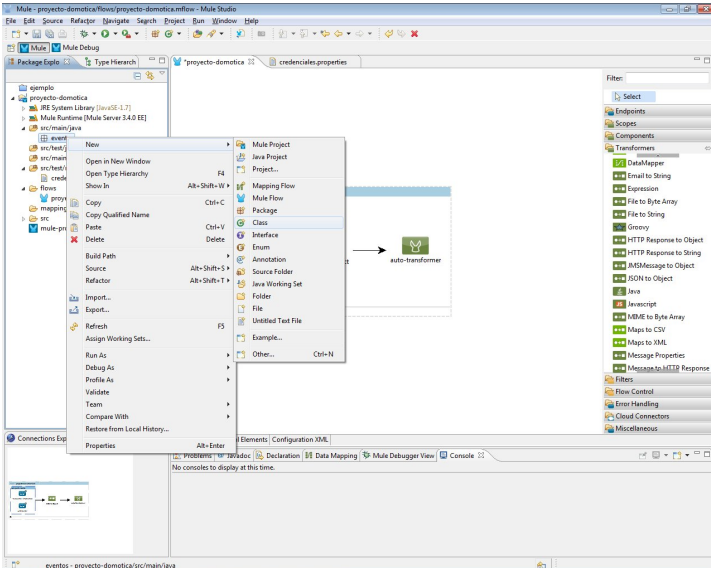 Mule - proyecto-domotica/flows/proyecto-domotica.mflow - Mule Studio
File Edit Source Refactor Navigate Search Project Run Window Help
Mule Mule Debug
Package Explo Type Hierarch
*proyecto-domotica credenciales.properties
Filter:
ejemplo
proyecto-domotica
JRE System Library [JavaSE-1.7]
Mule Runtime [Mule Server 3.4.0 EE]
src/main/java
event
src/test/j
src/main
src/test/r
crede
flows
proye
mapping
src
mule-pr
New
Open in New Window
Open Type Hierarchy F4
Show In Alt+Shift+W
Copy Ctrl+C
Copy Qualified Name
Paste Ctrl+V
Delete Delete
Build Path
Source Alt+Shift+S
Refactor Alt+Shift+T
Import...
Export...
Refresh F5
Assign Working Sets...
Run As
Debug As
Profile As
Validate
Team
Compare With
Restore from Local History...
Properties Alt+Enter
Mule Project
Java Project
Project...
Mapping Flow
Mule Flow
Package
Class
Interface
Enum
Annotation
Source Folder
Java Working Set
Folder
File
Untitled Text File
Example...
Other... Ctrl+N
auto-transformer
Select
Endpoints
Scopes
Components
Transformers
DataMapper
Email to String
Expression
File to Byte Array
File to String
Groovy
HTTP Response to Object
HTTP Response to String
JMSMessage to Object
JSON to Object
Java
Javascript
MIME to Byte Array
Maps to CSV
Maps to XML
Message Properties
Message to HTTP Response
Filters
Flow Control
Error Handling
Cloud Connectors
Miscellaneous
Connections Exp
l Elements Configuration XML
Problems Javadoc Declaration Data Mapping Mule Debugger View Console
No consoles to display at this time.
eventos - proyecto-domotica/src/main/java